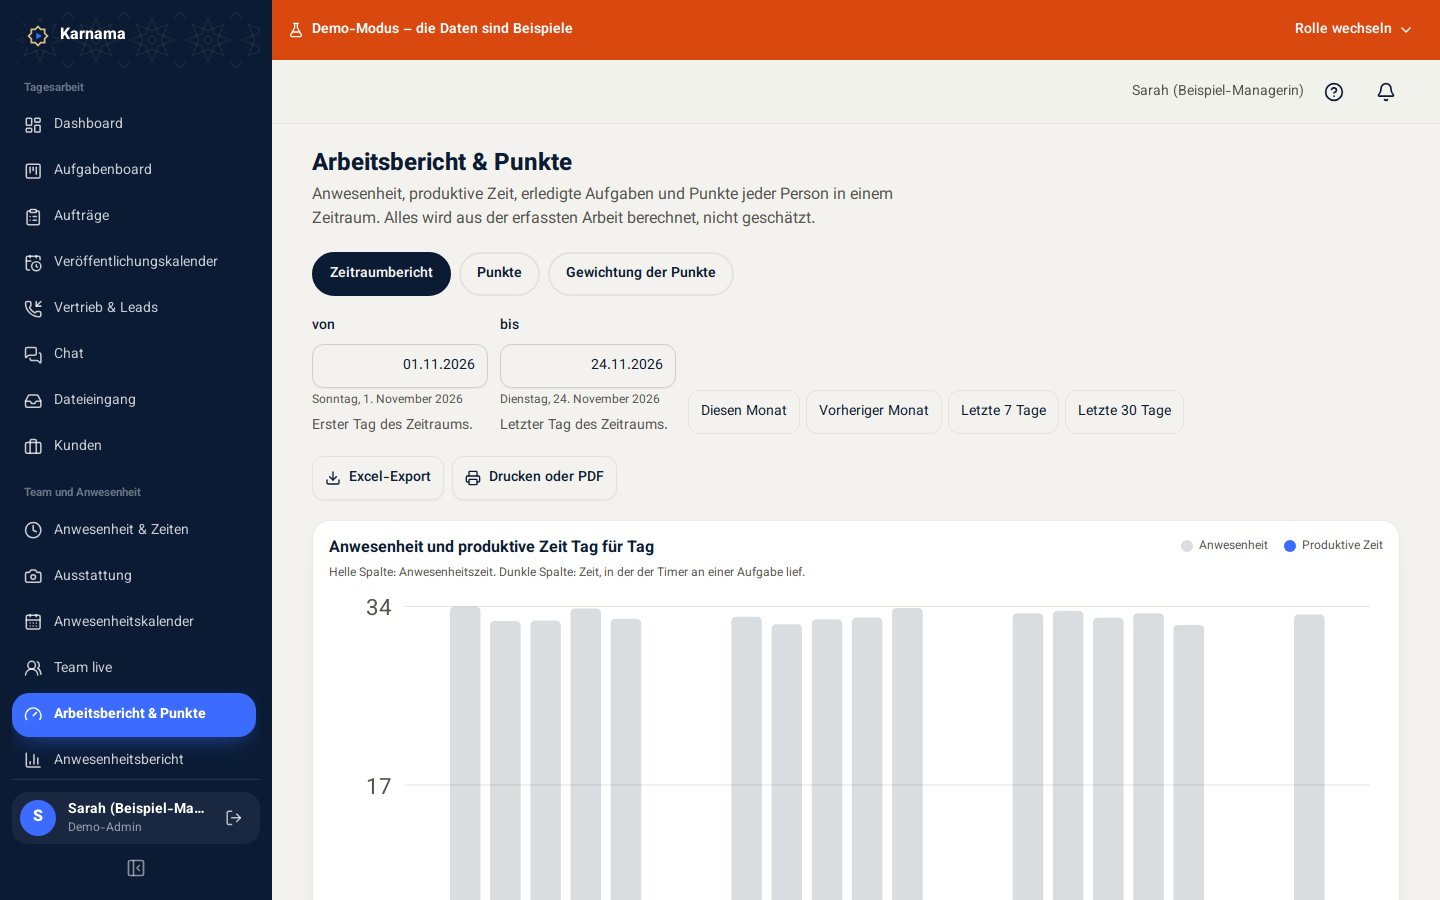 Karnama
Tagesarbeit
Dashboard
Aufgabenboard
Aufträge
Veröffentlichungskalender
Vertrieb & Leads
Chat
Dateieingang
Kunden
Team und Anwesenheit
Anwesenheit & Zeiten
Ausstattung
Anwesenheitskalender
Team live
Arbeitsbericht & Punkte
Anwesenheitsbericht
S
Sarah (Beispiel-Ma...
Demo-Admin
Demo-Modus – die Daten sind Beispiele
Rolle wechseln
Sarah (Beispiel-Managerin)
Arbeitsbericht & Punkte
Anwesenheit, produktive Zeit, erledigte Aufgaben und Punkte jeder Person in einem
Zeitraum. Alles wird aus der erfassten Arbeit berechnet, nicht geschätzt.
Zeitraumbericht
Punkte
Gewichtung der Punkte
von
bis
01.11.2026
24.11.2026
Sonntag, 1. November 2026
Dienstag, 24. November 2026
Erster Tag des Zeitraums.
Letzter Tag des Zeitraums.
Diesen Monat
Vorheriger Monat
Letzte 7 Tage
Letzte 30 Tage
Excel-Export
Drucken oder PDF
Anwesenheit und produktive Zeit Tag für Tag
Anwesenheit
Produktive Zeit
Helle Spalte: Anwesenheitszeit. Dunkle Spalte: Zeit, in der der Timer an einer Aufgabe lief.
34
17